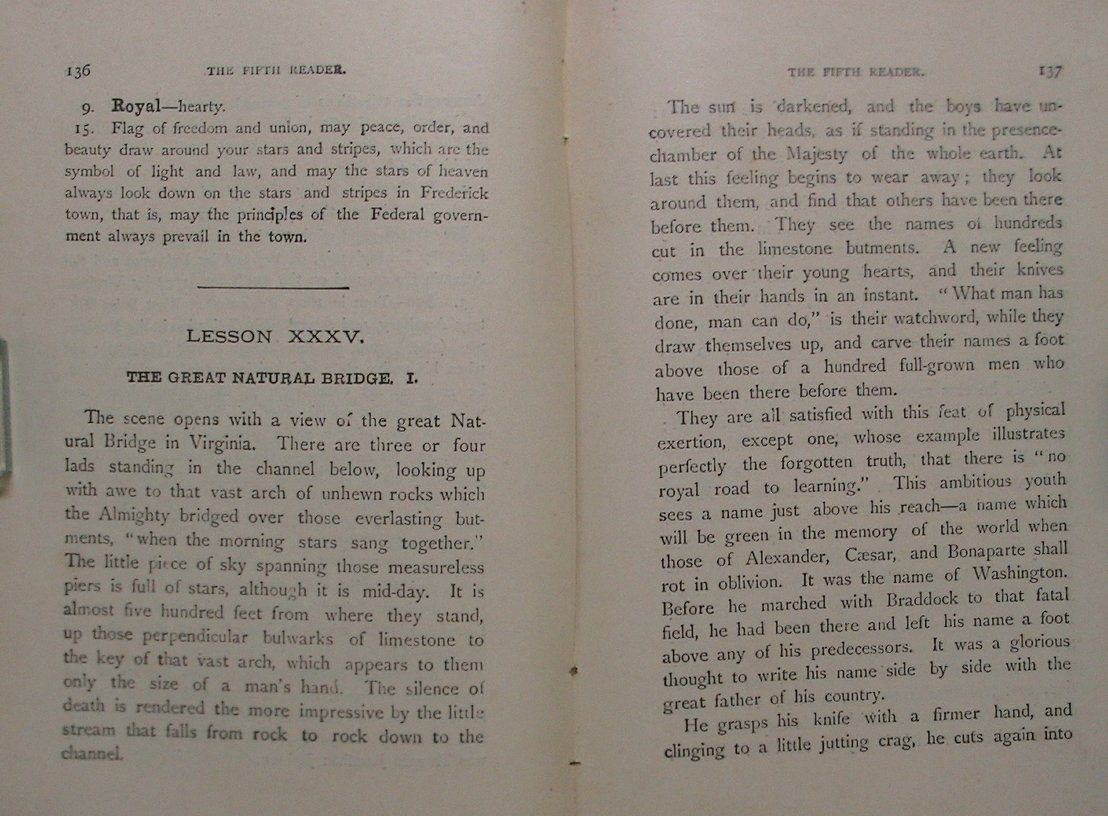 136 THE FIFTH READER.
9. Royal—hearty.
15. Flag of freedom and union, may peace, order, and
beauty draw around your stars and stripes, which are the
symbol of light and law, and may the stars of heaven
always look down on the stars and stripes in Frederick
town, that is, may the principles of the Federal govern-
ment always prevail in the town.
LESSON XXXV.
THE GREAT NATURAL BRIDGE. I.
The scene opens with a view of the great Nat-
ural Bridge in Virginia. There are three or four
lads standing in the channel below, looking up
with awe to that vast arch of unhewn rocks which
the Almighty bridged over those everlasting but-
ments, "when the morning stars sang together."
The little piece of sky spanning those measureless
piers is full of stars, although it is mid-day. It is
almost five hundred feet from where they stand,
up those perpendicular bulwarks of limestone to
the key of that vast arch, which appears to them
only the size of a man's hand. The silence of
death is rendered the more impressive by the little
stream that falls from rock to rock down to the
channel.
THE FIFTH READER. 137
The sun is darkened, and the boys have un-
covered their heads, as if standing in the presence-
chamber of the Majesty of the whole earth. At
last this feeling begins to wear away; they look
around them, and find that others have been there
before them. They see the names of hundreds
cut in the limestone butments. A new feeling
comes over their young hearts, and their knives
are in their hands in an instant. "What man has
done, man can do," is their watchword, while they
draw themselves up, and carve their names a foot
above those of a hundred full-grown men who
have been there before them.
They are all satisfied with this feat of physical
exertion, except one, whose example illustrates
perfectly the forgotten truth, that there is "no
royal road to learning." This ambitious youth
sees a name just above his reach—a name which
will be green in the memory of the world when
those of Alexander, Cæsar, and Bonaparte shall
rot in oblivion. It was the name of Washington.
Before he marched with Braddock to that fatal
field, he had been there and left his name a foot
above any of his predecessors. It was a glorious
thought to write his name side by side with the
great father of his country.
He grasps his knife with a firmer hand, and
clinging to a little jutting crag, he cuts again into